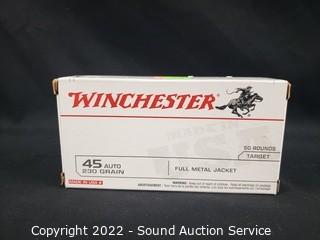 WINCHESTER
50 ROUNDS
TARGET
45 AUTO
230 GRAIN
FULL METAL JACKET
MADE IN USA
WARNING:
Copyright 2022 - Sound Auction Service